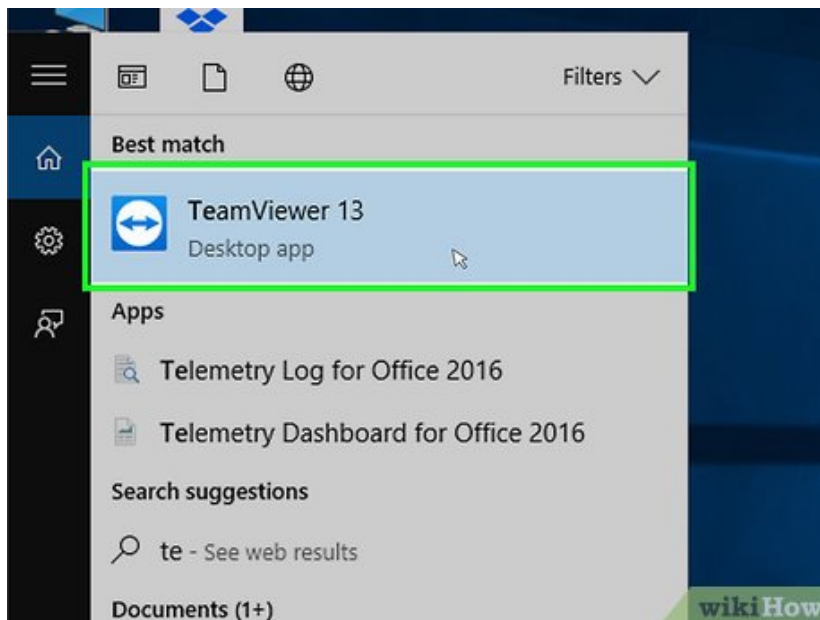 Filters
Best match
TeamViewer 13
Desktop app
Apps
Telemetry Log for Office 2016
Telemetry Dashboard for Office 2016
Search suggestions
te - See web results
Documents (1+)
wikiHow